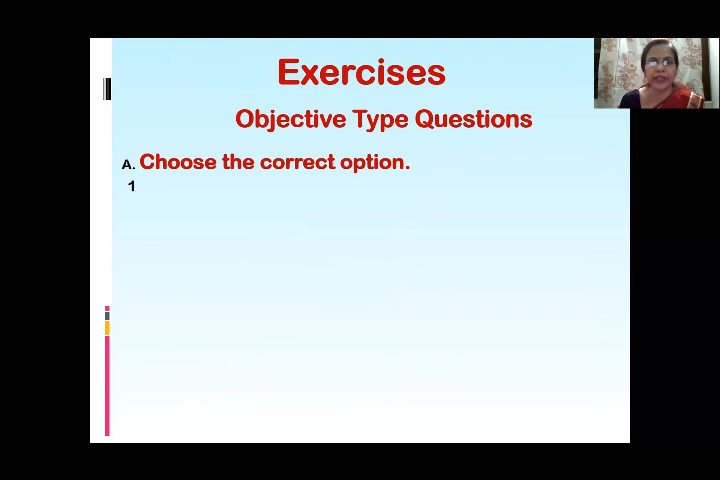 Exercises
Objective Type Questions
A. Choose the correct option.
1